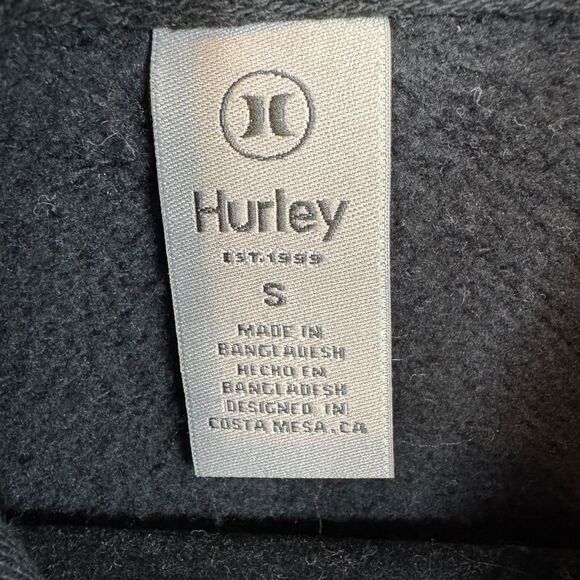 Hurley
EST. 1999
S
MADE IN
BANGLADESH
HECHO EN
BANGLADESH
DESIGNED IN
COSTA MESA, CA